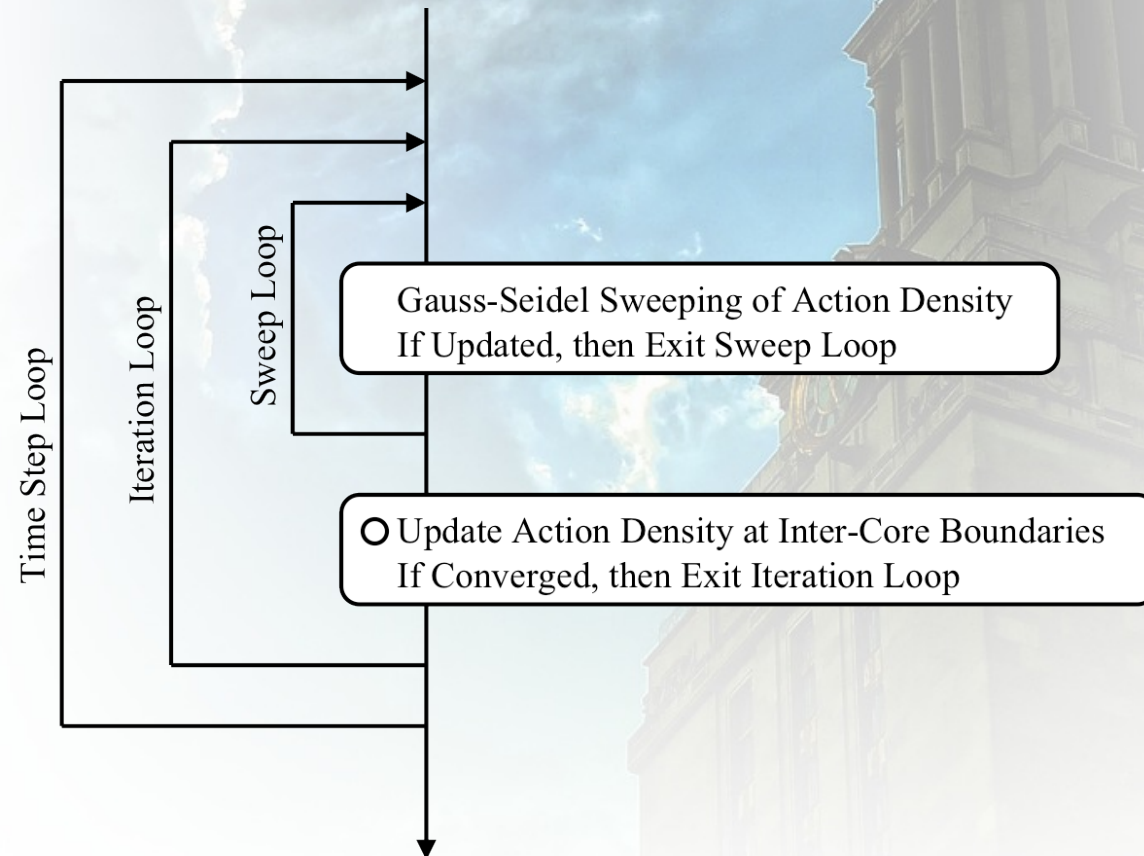 Time Step Loop
Iteration Loop
Sweep Loop
Gauss-Seidel Sweeping of Action Density
If Updated, then Exit Sweep Loop
Update Action Density at Inter-Core Boundaries
If Converged, then Exit Iteration Loop